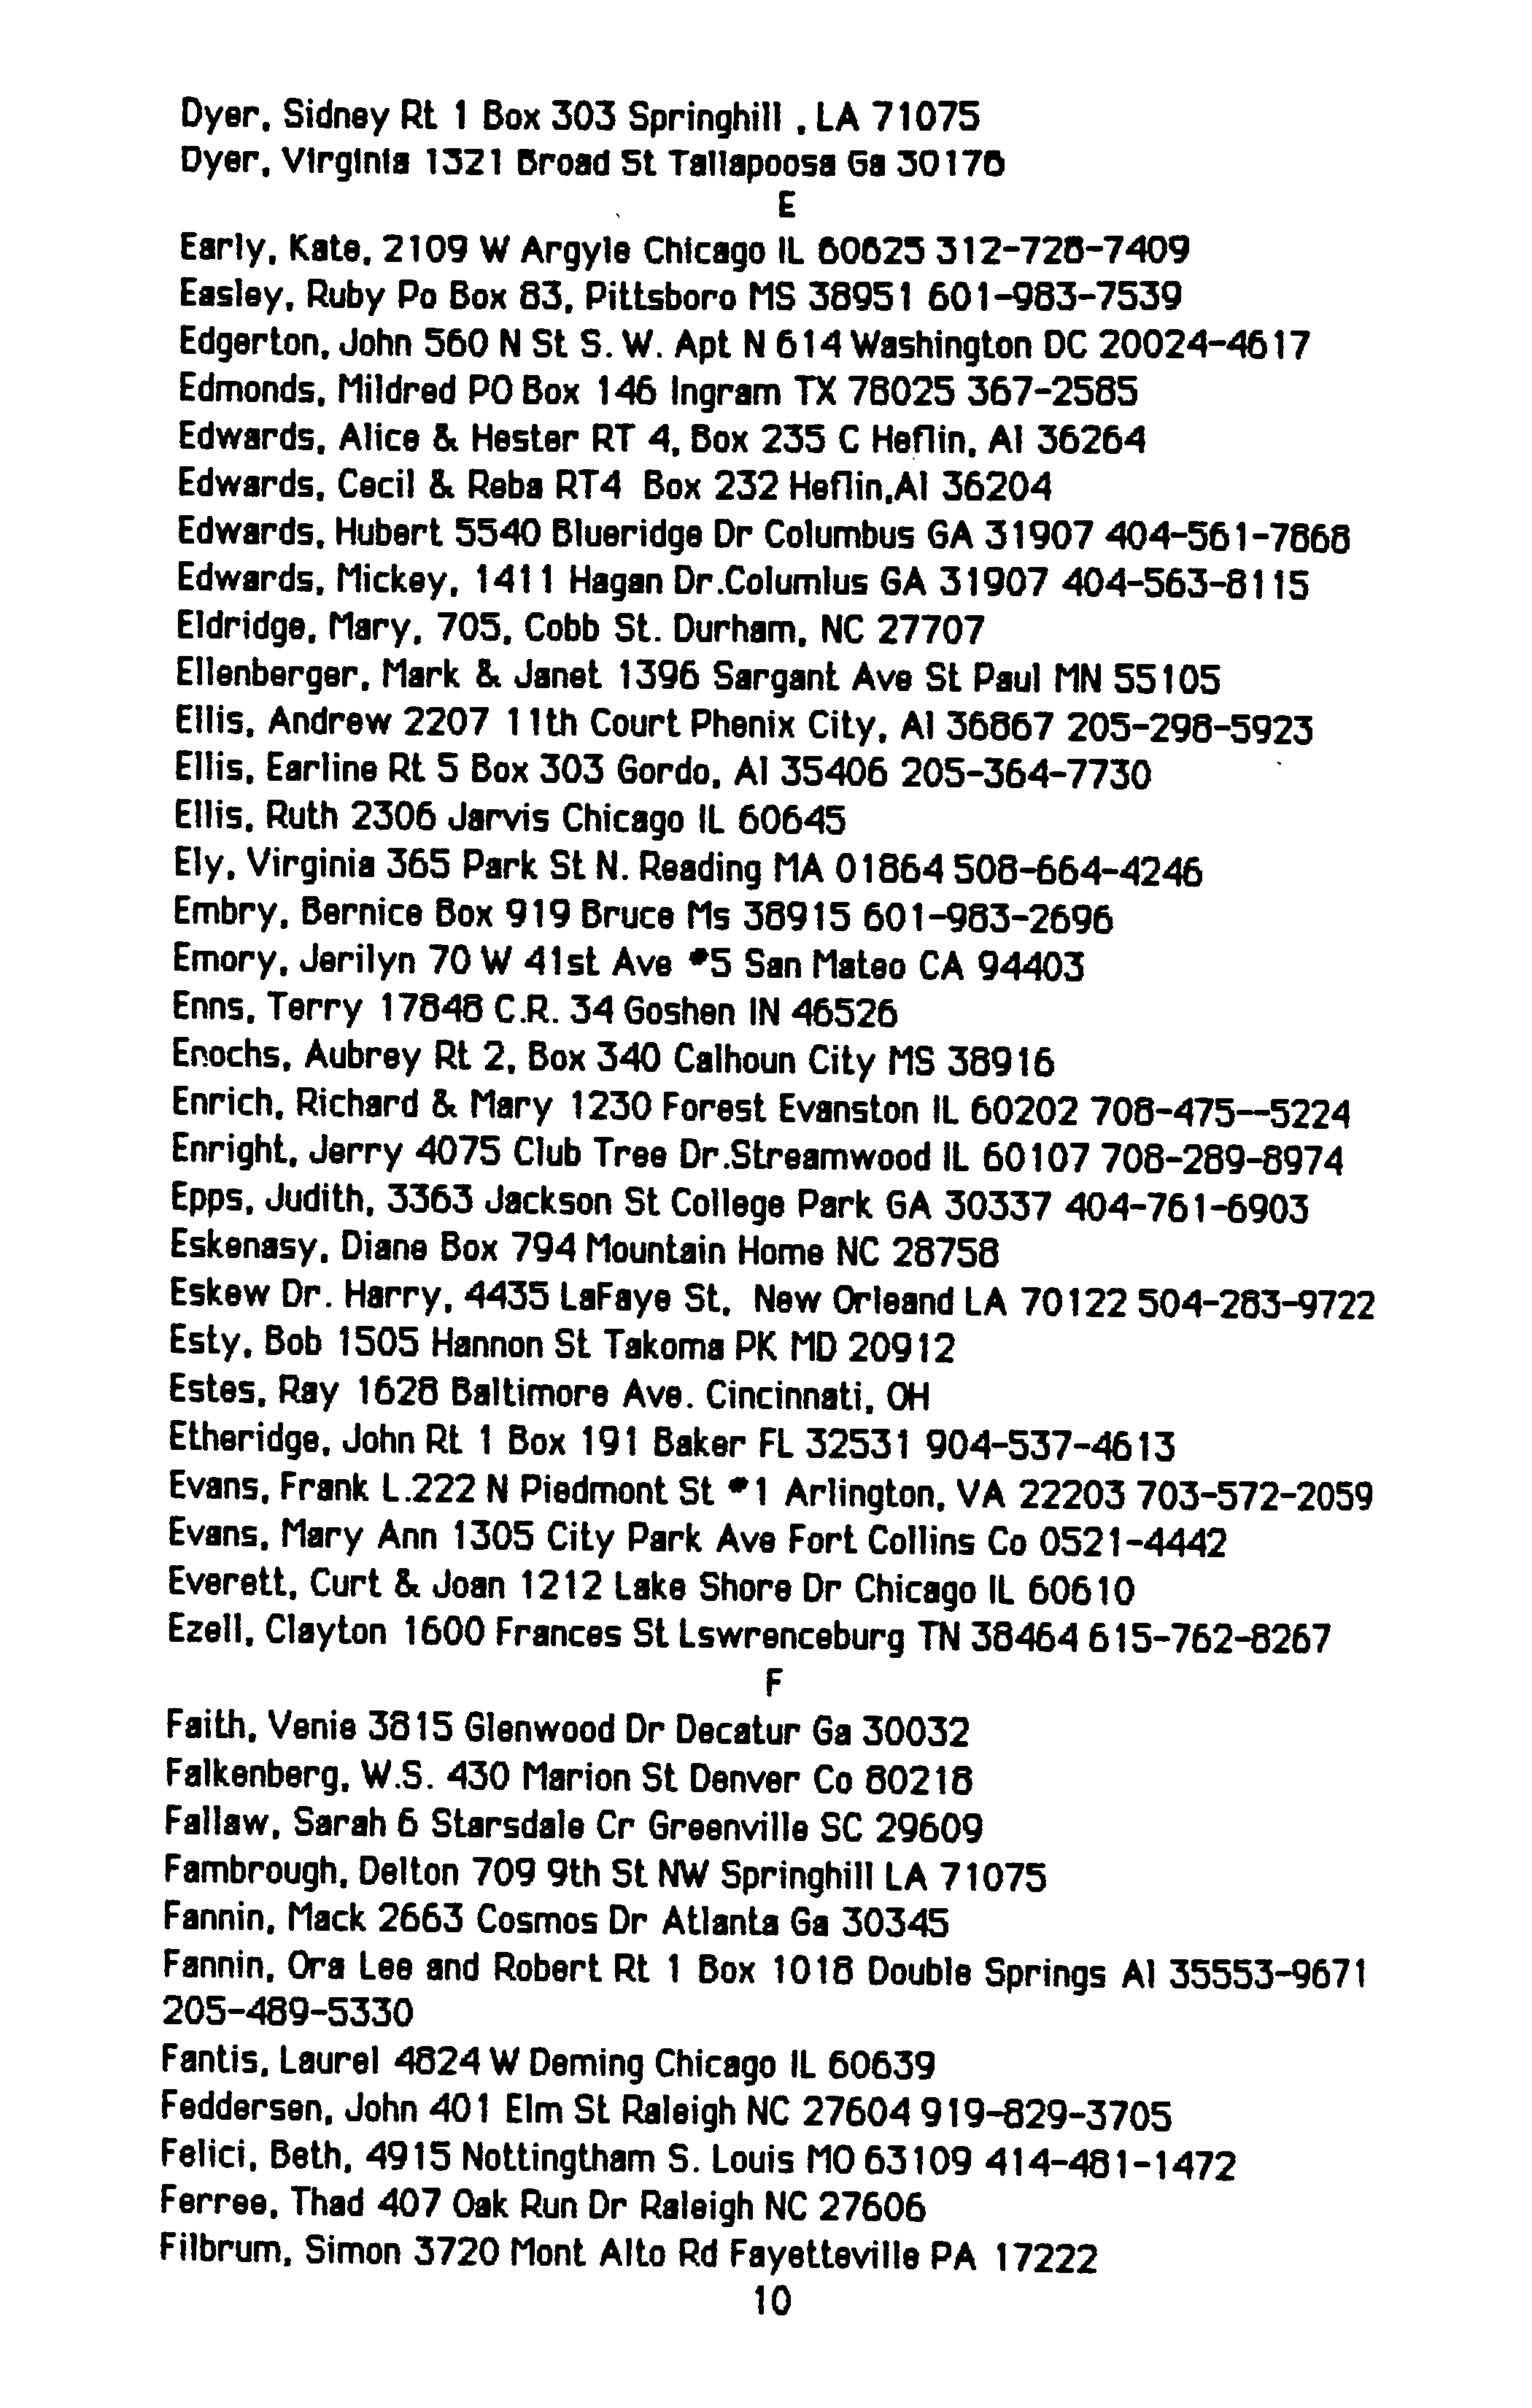 Dyer, Sidney Rt 1 Box 303 Springhill , LA 71075
Dyer, Virginia 1321 Broad St Tallapoosa Ga 30176
E
Early, Kate, 2109 W Argyle Chicago IL 60625 312-728-7409
Easley, Ruby Po Box 83, Pittsboro MS 38951 601-983-7539
Edgerton, John 560 N St S. W. Apt N 614 Washington DC 20024-4617
Edmonds, Mildred PO Box 146 Ingram TX 78025 367-2585
Edwards, Alice & Hester RT 4, Box 235 C Heflin, Al 36264
Edwards, Cecil & Reba RT4 Box 232 Heflin,Al 36204
Edwards, Hubert 5540 Blueridge Dr Columbus GA 31907 404-561-7868
Edwards, Mickey, 1411 Hagan Dr.Columlus GA 31907 404-563-8115
Eldridge, Mary, 705, Cobb St. Durham, NC 27707
Ellenberger, Mark & Janet 1396 Sargant Ave St Paul MN 55105
Ellis, Andrew 2207 11th Court Phenix City, Al 36867 205-298-5923
Ellis, Earline Rt 5 Box 303 Gordo, Al 35406 205-364-7730
Ellis, Ruth 2306 Jarvis Chicago IL 60645
Ely, Virginia 365 Park St N. Reading MA 01864 508-664-4246
Embry, Bernice Box 919 Bruce Ms 38915 601-983-2696
Emory, Jerilyn 70 W 41st Ave #5 San Mateo CA 94403
Enns, Terry 17848 C.R. 34 Goshen IN 46526
Enochs, Aubrey Rt 2, Box 340 Calhoun City MS 38916
Enrich, Richard & Mary 1230 Forest Evanston IL 60202 708-475--5224
Enright, Jerry 4075 Club Tree Dr.Streamwood IL 60107 708-289-8974
Epps, Judith, 3363 Jackson St College Park GA 30337 404-761-6903
Eskenasy, Diane Box 794 Mountain Home NC 28758
Eskew Dr. Harry, 4435 LaFaye St, New Orleand LA 70122 504-283-9722
Esty, Bob 1505 Hannon St Takoma PK MD 20912
Estes, Ray 1628 Baltimore Ave. Cincinnati, OH
Etheridge, John Rt 1 Box 191 Baker FL 32531 904-537-4613
Evans, Frank L.222 N Piedmont St #1 Arlington, VA 22203 703-572-2059
Evans, Mary Ann 1305 City Park Ave Fort Collins Co 0521-4442
Everett, Curt & Joan 1212 Lake Shore Dr Chicago IL 60610
Ezell, Clayton 1600 Frances St Lswrenceburg TN 38464 615-762-8267
F
Faith, Venie 3815 Glenwood Dr Decatur Ga 30032
Falkenberg, W.S. 430 Marion St Denver Co 80218
Fallaw, Sarah 6 Starsdale Cr Greenville SC 29609
Fambrough, Delton 709 9th St NW Springhill LA 71075
Fannin, Mack 2663 Cosmos Dr Atlanta Ga 30345
Fannin, Ora Lee and Robert Rt 1 Box 1018 Double Springs Al 35553-9671
205-489-5330
Fantis, Laurel 4824 W Deming Chicago IL 60639
Feddersen, John 401 Elm St Raleigh NC 27604 919-829-3705
Felici, Beth, 4915 Nottingtham S. Louis MO 63109 414-481-1472
Ferree, Thad 407 Oak Run Dr Raleigh NC 27606
Filbrum, Simon 3720 Mont Alto Rd Fayetteville PA 17222
10